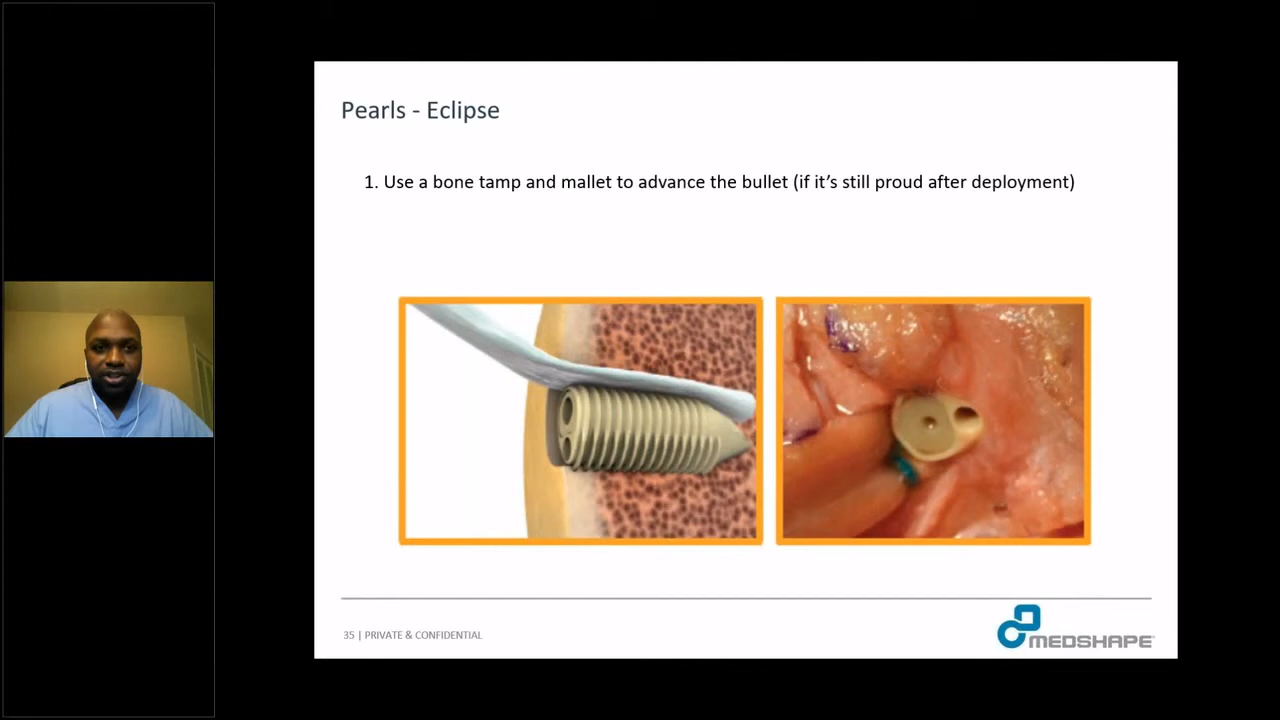 Pearls - Eclipse
1. Use a bone tamp and mallet to advance the bullet (if it’s still proud after deployment)
35 | PRIVATE & CONFIDENTIAL
MEDSHAPE